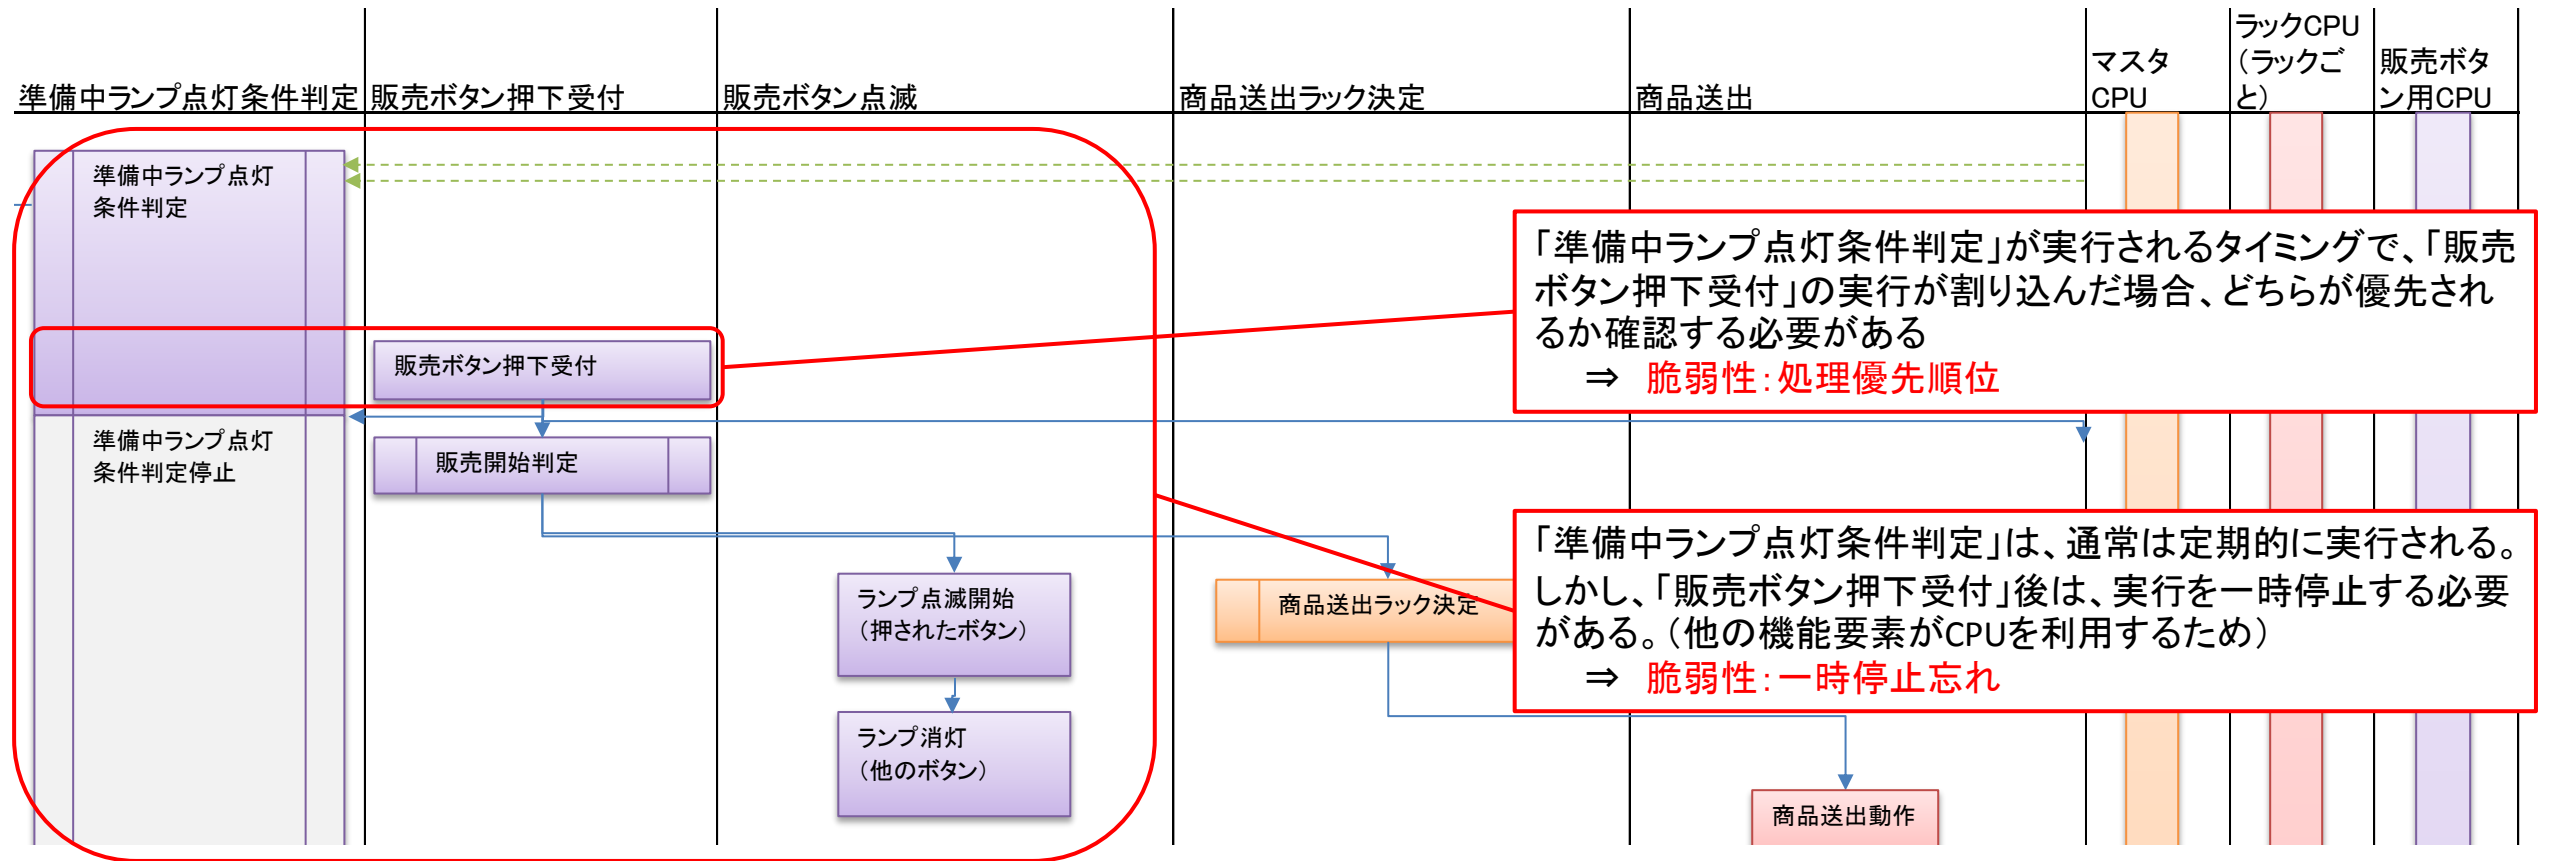 準備中ランプ点灯条件判定
販売ボタン押下受付
販売ボタン点滅
商品送出ラック決定
商品送出
マスタ
CPU
ラックCPU
(ラックご
と)
販売ボタ
ン用CPU
準備中ランプ点灯
条件判定
「準備中ランプ点灯条件判定」が実行されるタイミングで、「販売
ボタン押下受付」の実行が割り込んだ場合、どちらが優先され
るか確認する必要がある
⇒ 脆弱性:処理優先順位
販売ボタン押下受付
準備中ランプ点灯
条件判定停止
販売開始判定
「準備中ランプ点灯条件判定」は、通常は定期的に実行される。
しかし、「販売ボタン押下受付」後は、実行を一時停止する必要
がある。(他の機能要素がCPUを利用するため)
⇒ 脆弱性:一時停止忘れ
ランプ点滅開始
(押されたボタン)
商品送出ラック決定
ランプ消灯
(他のボタン)
商品送出動作